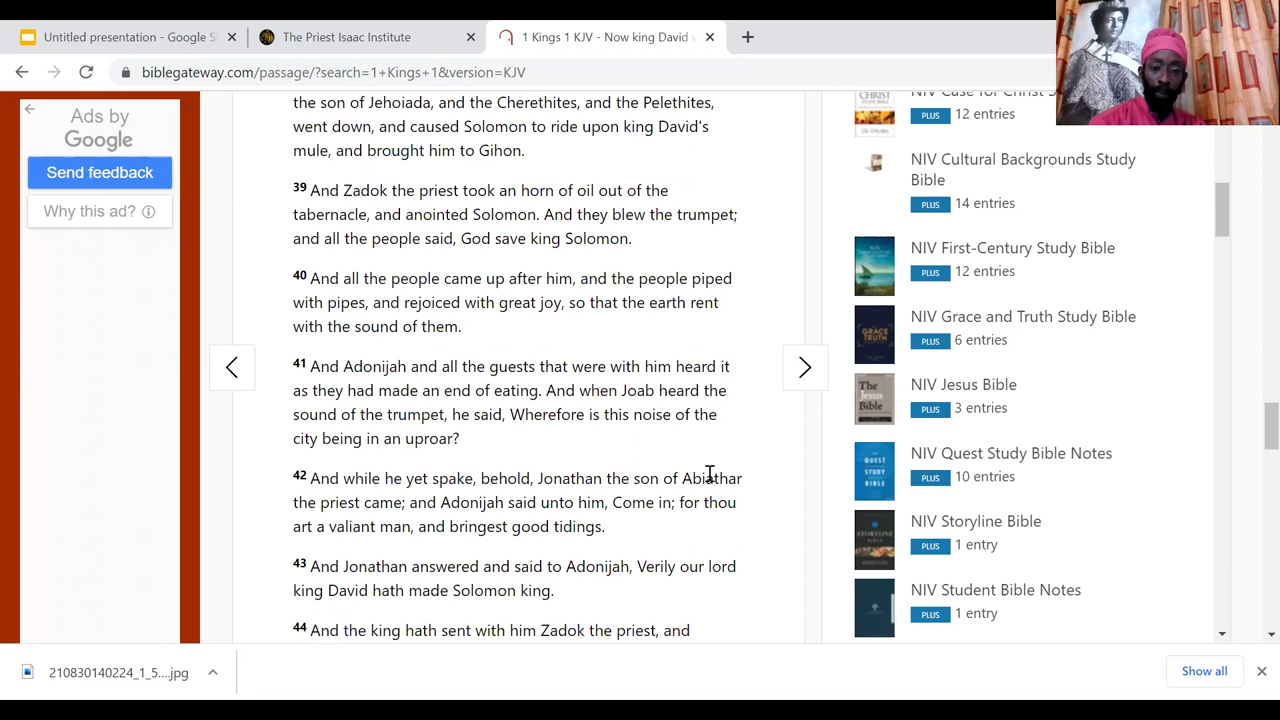 Untitled presentation - Google S
The Priest Isaac Institute
1 Kings 1 KJV - Now king David w
biblegateway.com/passage/?search=1+Kings+1&version=KJV
Ads by
Google
Send feedback
Why this ad?
the son of Jehoiada, and the Cherethites, and the Pelethites,
went down, and caused Solomon to ride upon king David's
mule, and brought him to Gihon.
39 And Zadok the priest took an horn of oil out of the
tabernacle, and anointed Solomon. And they blew the trumpet;
and all the people said, God save king Solomon.
40 And all the people came up after him, and the people piped
with pipes, and rejoiced with great joy, so that the earth rent
with the sound of them.
41 And Adonijah and all the guests that were with him heard it
as they had made an end of eating. And when Joab heard the
sound of the trumpet, he said, Wherefore is this noise of the
city being in an uproar?
42 And while he yet spake, behold, Jonathan the son of Abiathar
the priest came; and Adonijah said unto him, Come in; for thou
art a valiant man, and bringest good tidings.
43 And Jonathan answered and said to Adonijah, Verily our lord
king David hath made Solomon king.
44 And the king hath sent with him Zadok the priest, and
NIV Case for Christ S
CHRIST
STUDY BIBLE
PLUS 12 entries
NIV Cultural Backgrounds Study
Bible
PLUS 14 entries
NIV First-Century Study Bible
PLUS 12 entries
NIV Grace and Truth Study Bible
GRACE
TRUTH
PLUS 6 entries
NIV Jesus Bible
The
Jesus
Bible
PLUS 3 entries
NIV Quest Study Bible Notes
QUEST
STUDY
BIBLE
PLUS 10 entries
NIV Storyline Bible
STORYLINE
BIBLE
PLUS 1 entry
NIV Student Bible Notes
PLUS 1 entry
210830140224_1_5....jpg
Show all